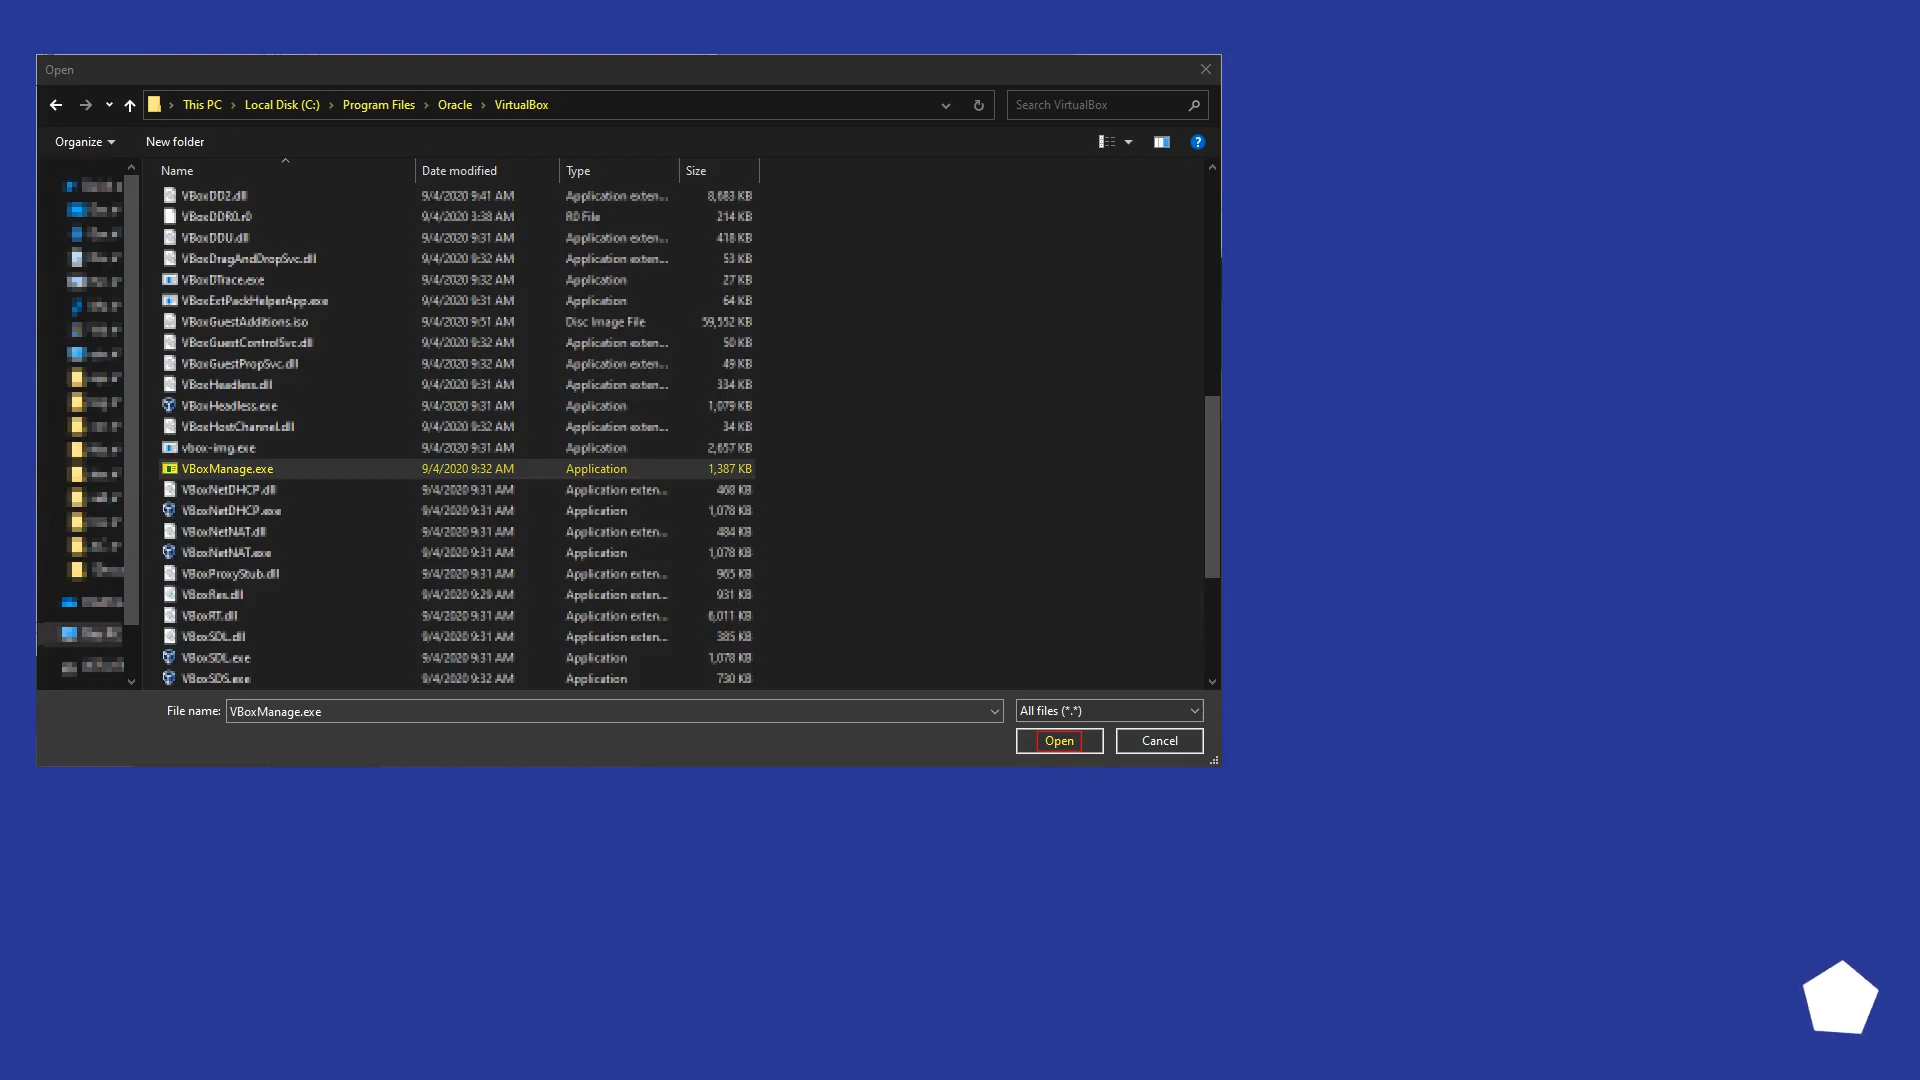 Open
This PC › Local Disk (C:) › Program Files › Oracle › VirtualBox
Search VirtualBox
Organize
New folder
Name Date modified Type Size
VBoxDD2.dll 9/4/2020 9:41 AM Application exten... 8,683 KB
VBoxDDR0.r0 9/4/2020 3:38 AM R0 File 214 KB
VBoxDDU.dll 9/4/2020 9:31 AM Application exten... 418 KB
VBoxDragAndDropSvc.dll 9/4/2020 9:32 AM Application exten... 53 KB
VBoxDTrace.exe 9/4/2020 9:32 AM Application 27 KB
VBoxExtPackHelperApp.exe 9/4/2020 9:31 AM Application 64 KB
VBoxGuestAdditions.iso 9/4/2020 9:51 AM Disc Image File 59,552 KB
VBoxGuestControlSvc.dll 9/4/2020 9:32 AM Application exten... 50 KB
VBoxGuestPropSvc.dll 9/4/2020 9:32 AM Application exten... 49 KB
VBoxHeadless.dll 9/4/2020 9:31 AM Application exten... 334 KB
VBoxHeadless.exe 9/4/2020 9:31 AM Application 1,079 KB
VBoxHostChannel.dll 9/4/2020 9:32 AM Application exten... 34 KB
vbox-img.exe 9/4/2020 9:31 AM Application 2,657 KB
VBoxManage.exe 9/4/2020 9:32 AM Application 1,387 KB
VBoxNetDHCP.dll 9/4/2020 9:31 AM Application exten... 468 KB
VBoxNetDHCP.exe 9/4/2020 9:31 AM Application 1,078 KB
VBoxNetNAT.dll 9/4/2020 9:31 AM Application exten... 484 KB
VBoxNetNAT.exe 9/4/2020 9:31 AM Application 1,078 KB
VBoxProxyStub.dll 9/4/2020 9:31 AM Application exten... 965 KB
VBoxRes.dll 9/4/2020 9:29 AM Application exten... 931 KB
VBoxRT.dll 9/4/2020 9:31 AM Application exten... 6,011 KB
VBoxSDL.dll 9/4/2020 9:31 AM Application exten... 385 KB
VBoxSDL.exe 9/4/2020 9:31 AM Application 1,078 KB
VBoxSDS.exe 9/4/2020 9:32 AM Application 730 KB
File name: VBoxManage.exe All files (*.*)
Open Cancel